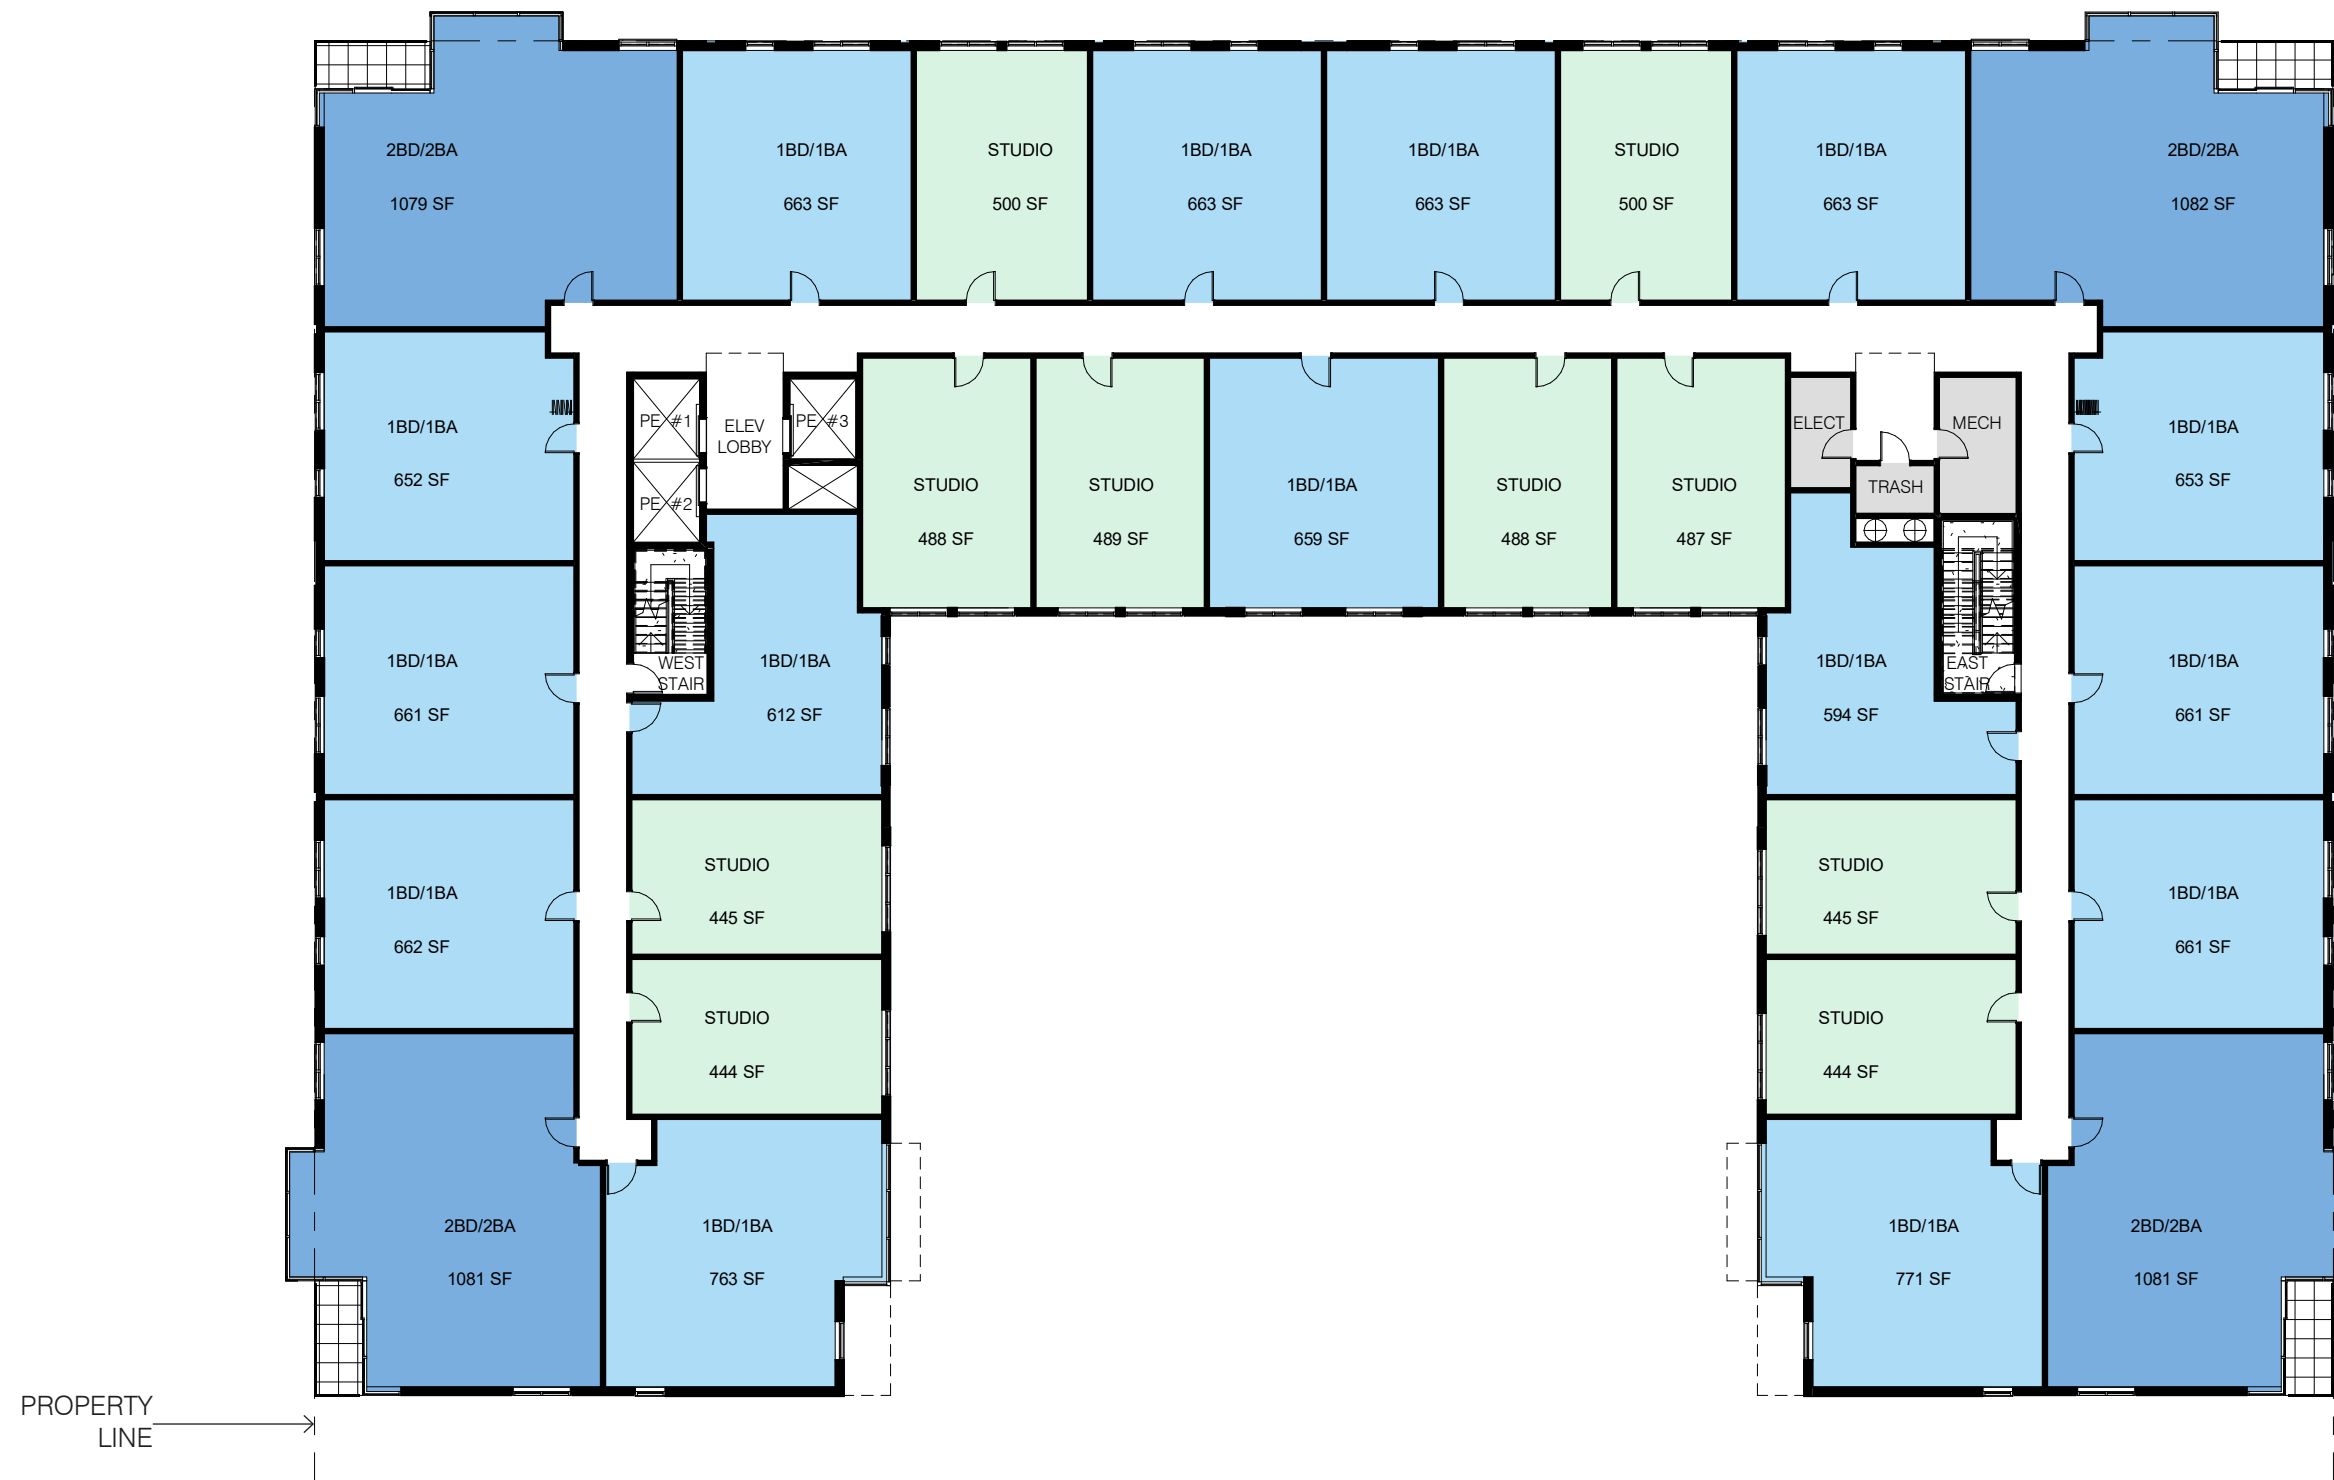 2BD/2BA
1079 SF
1BD/1BA
663 SF
STUDIO
500 SF
1BD/1BA
663 SF
1BD/1BA
663 SF
STUDIO
500 SF
1BD/1BA
663 SF
2BD/2BA
1082 SF
1BD/1BA
652 SF
PE #1
PE #2
ELEV
LOBBY
PE #3
STUDIO
488 SF
STUDIO
489 SF
1BD/1BA
659 SF
STUDIO
488 SF
STUDIO
487 SF
ELECT
TRASH
MECH
1BD/1BA
653 SF
1BD/1BA
661 SF
WEST
STAIR
1BD/1BA
612 SF
1BD/1BA
594 SF
EAST
STAIR
1BD/1BA
661 SF
1BD/1BA
662 SF
STUDIO
445 SF
STUDIO
445 SF
1BD/1BA
661 SF
STUDIO
444 SF
STUDIO
444 SF
2BD/2BA
1081 SF
1BD/1BA
763 SF
1BD/1BA
771 SF
2BD/2BA
1081 SF
PROPERTY
LINE